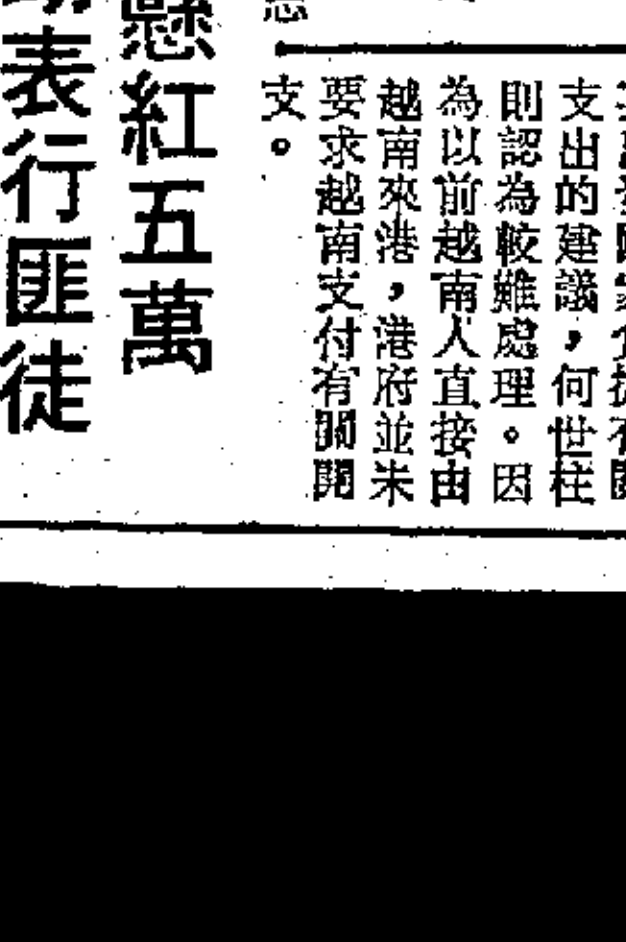 支出的建議，何世柱
則認為較難處理。因
為以前越南人直接由
越南來港，港府並未
要求越南支付有關開
支。
懸紅五萬
表行匪徒